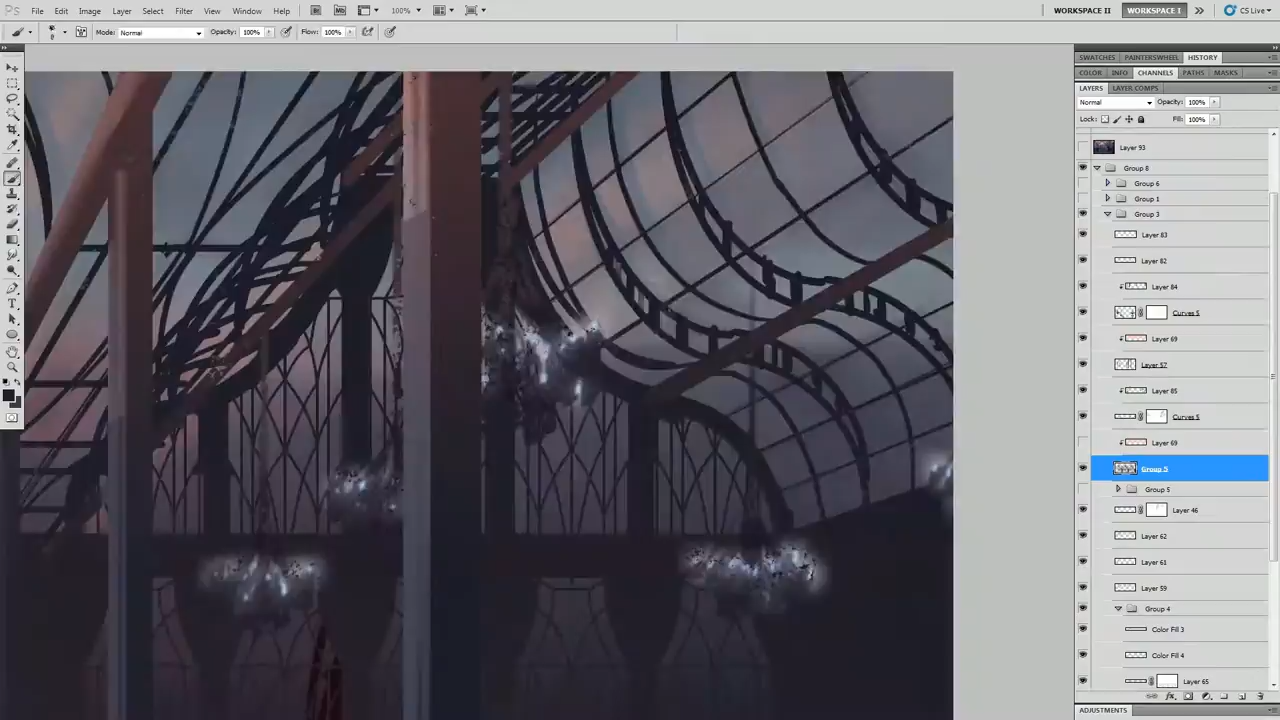 PS File Edit Image Layer Select Filter Analysis View Window Help Br Mb 100% WORKSPACE II WORKSPACE I CS Live
Mode: Normal Opacity: 100% Flow: 100%
SWATCHES PAINTERSWHEEL HISTORY
COLOR INFO CHANNELS PATHS MASKS
LAYERS LAYER COMPS
Normal Opacity: 100%
Lock: Fill: 100%
Layer 93
Group 8
Group 6
Group 1
Group 3
Layer 83
Layer 82
Layer 84
Curves 5
Layer 69
Layer 57
Layer 85
Curves 5
Layer 69
Group 5
Group 5
Layer 46
Layer 62
Layer 61
Layer 59
Group 4
Color Fill 3
Color Fill 4
Layer 65
ADJUSTMENTS